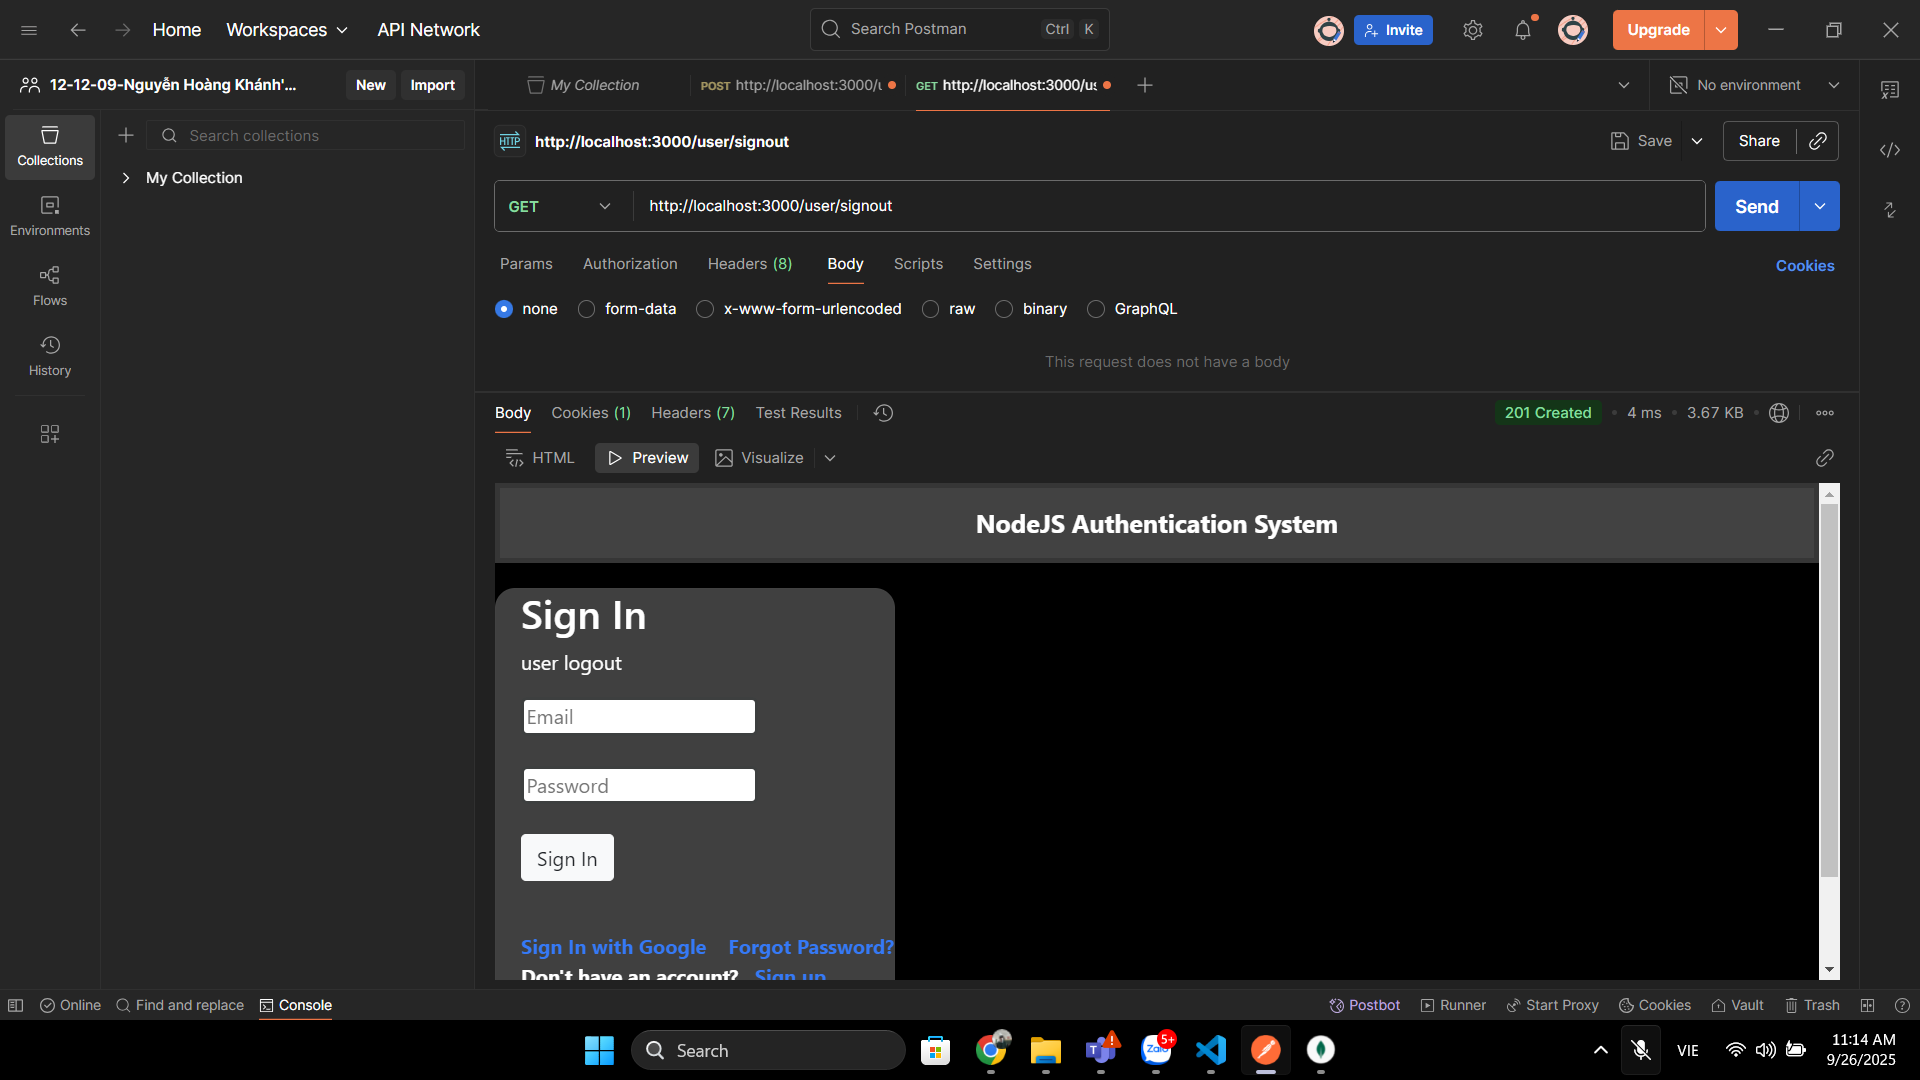 Home
Workspaces
API Network
Search Postman
Ctrl K
Invite
Upgrade
12-12-09-Nguyễn Hoàng Khánh'...
New
Import
My Collection
POST http://localhost:3000/u
GET http://localhost:3000/us
No environment
Collections
Search collections
My Collection
Environments
Flows
History
HTTP
http://localhost:3000/user/signout
Save
Share
GET
http://localhost:3000/user/signout
Send
Params
Authorization
Headers (8)
Body
Scripts
Settings
Cookies
none
form-data
x-www-form-urlencoded
raw
binary
GraphQL
This request does not have a body
Body
Cookies (1)
Headers (7)
Test Results
201 Created
4 ms
3.67 KB
HTML
Preview
Visualize
NodeJS Authentication System
Sign In
user logout
Email
Password
Sign In
Sign In with Google
Forgot Password?
Don't have an account? Sign up
Online
Find and replace
Console
Postbot
Runner
Start Proxy
Cookies
Vault
Trash
Search
Zalo
5+
VIE
11:14 AM
9/26/2025